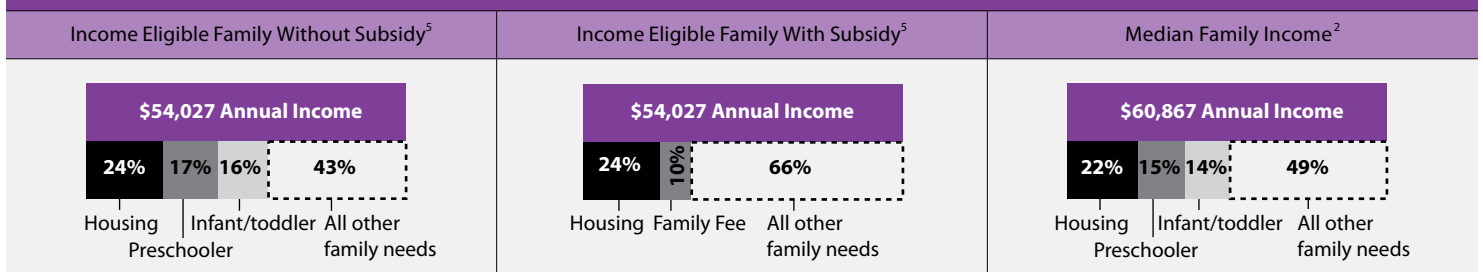 Income Eligible Family Without Subsidy⁵
Income Eligible Family With Subsidy⁵
Median Family Income²
$54,027 Annual Income
24% 17% 16% 43%
Housing
Preschooler
Infant/toddler
All other
family needs
$54,027 Annual Income
24% 10% 66%
Housing
Family Fee
All other
family needs
$60,867 Annual Income
22% 15% 14% 49%
Housing
Preschooler
Infant/toddler
All other
family needs